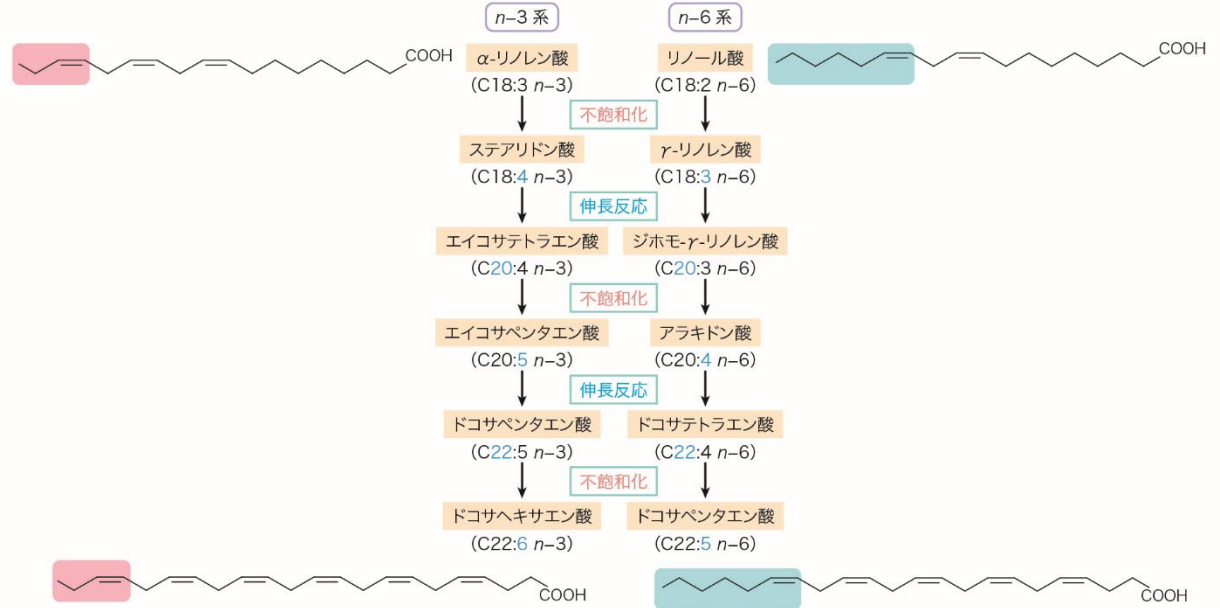 n–3 系
n–6 系
COOH
α-リノレン酸
リノール酸
COOH
(C18:3 n–3)
(C18:2 n–6)
不飽和化
ステアリドン酸
γ-リノレン酸
(C18:4 n–3)
(C18:3 n–6)
伸長反応
エイコサテトラエン酸
ジホモ-γ-リノレン酸
(C20:4 n–3)
(C20:3 n–6)
不飽和化
エイコサペンタエン酸
アラキドン酸
(C20:5 n–3)
(C20:4 n–6)
伸長反応
ドコサペンタエン酸
ドコサテトラエン酸
(C22:5 n–3)
(C22:4 n–6)
不飽和化
ドコサヘキサエン酸
ドコサペンタエン酸
(C22:6 n–3)
(C22:5 n–6)
COOH
COOH